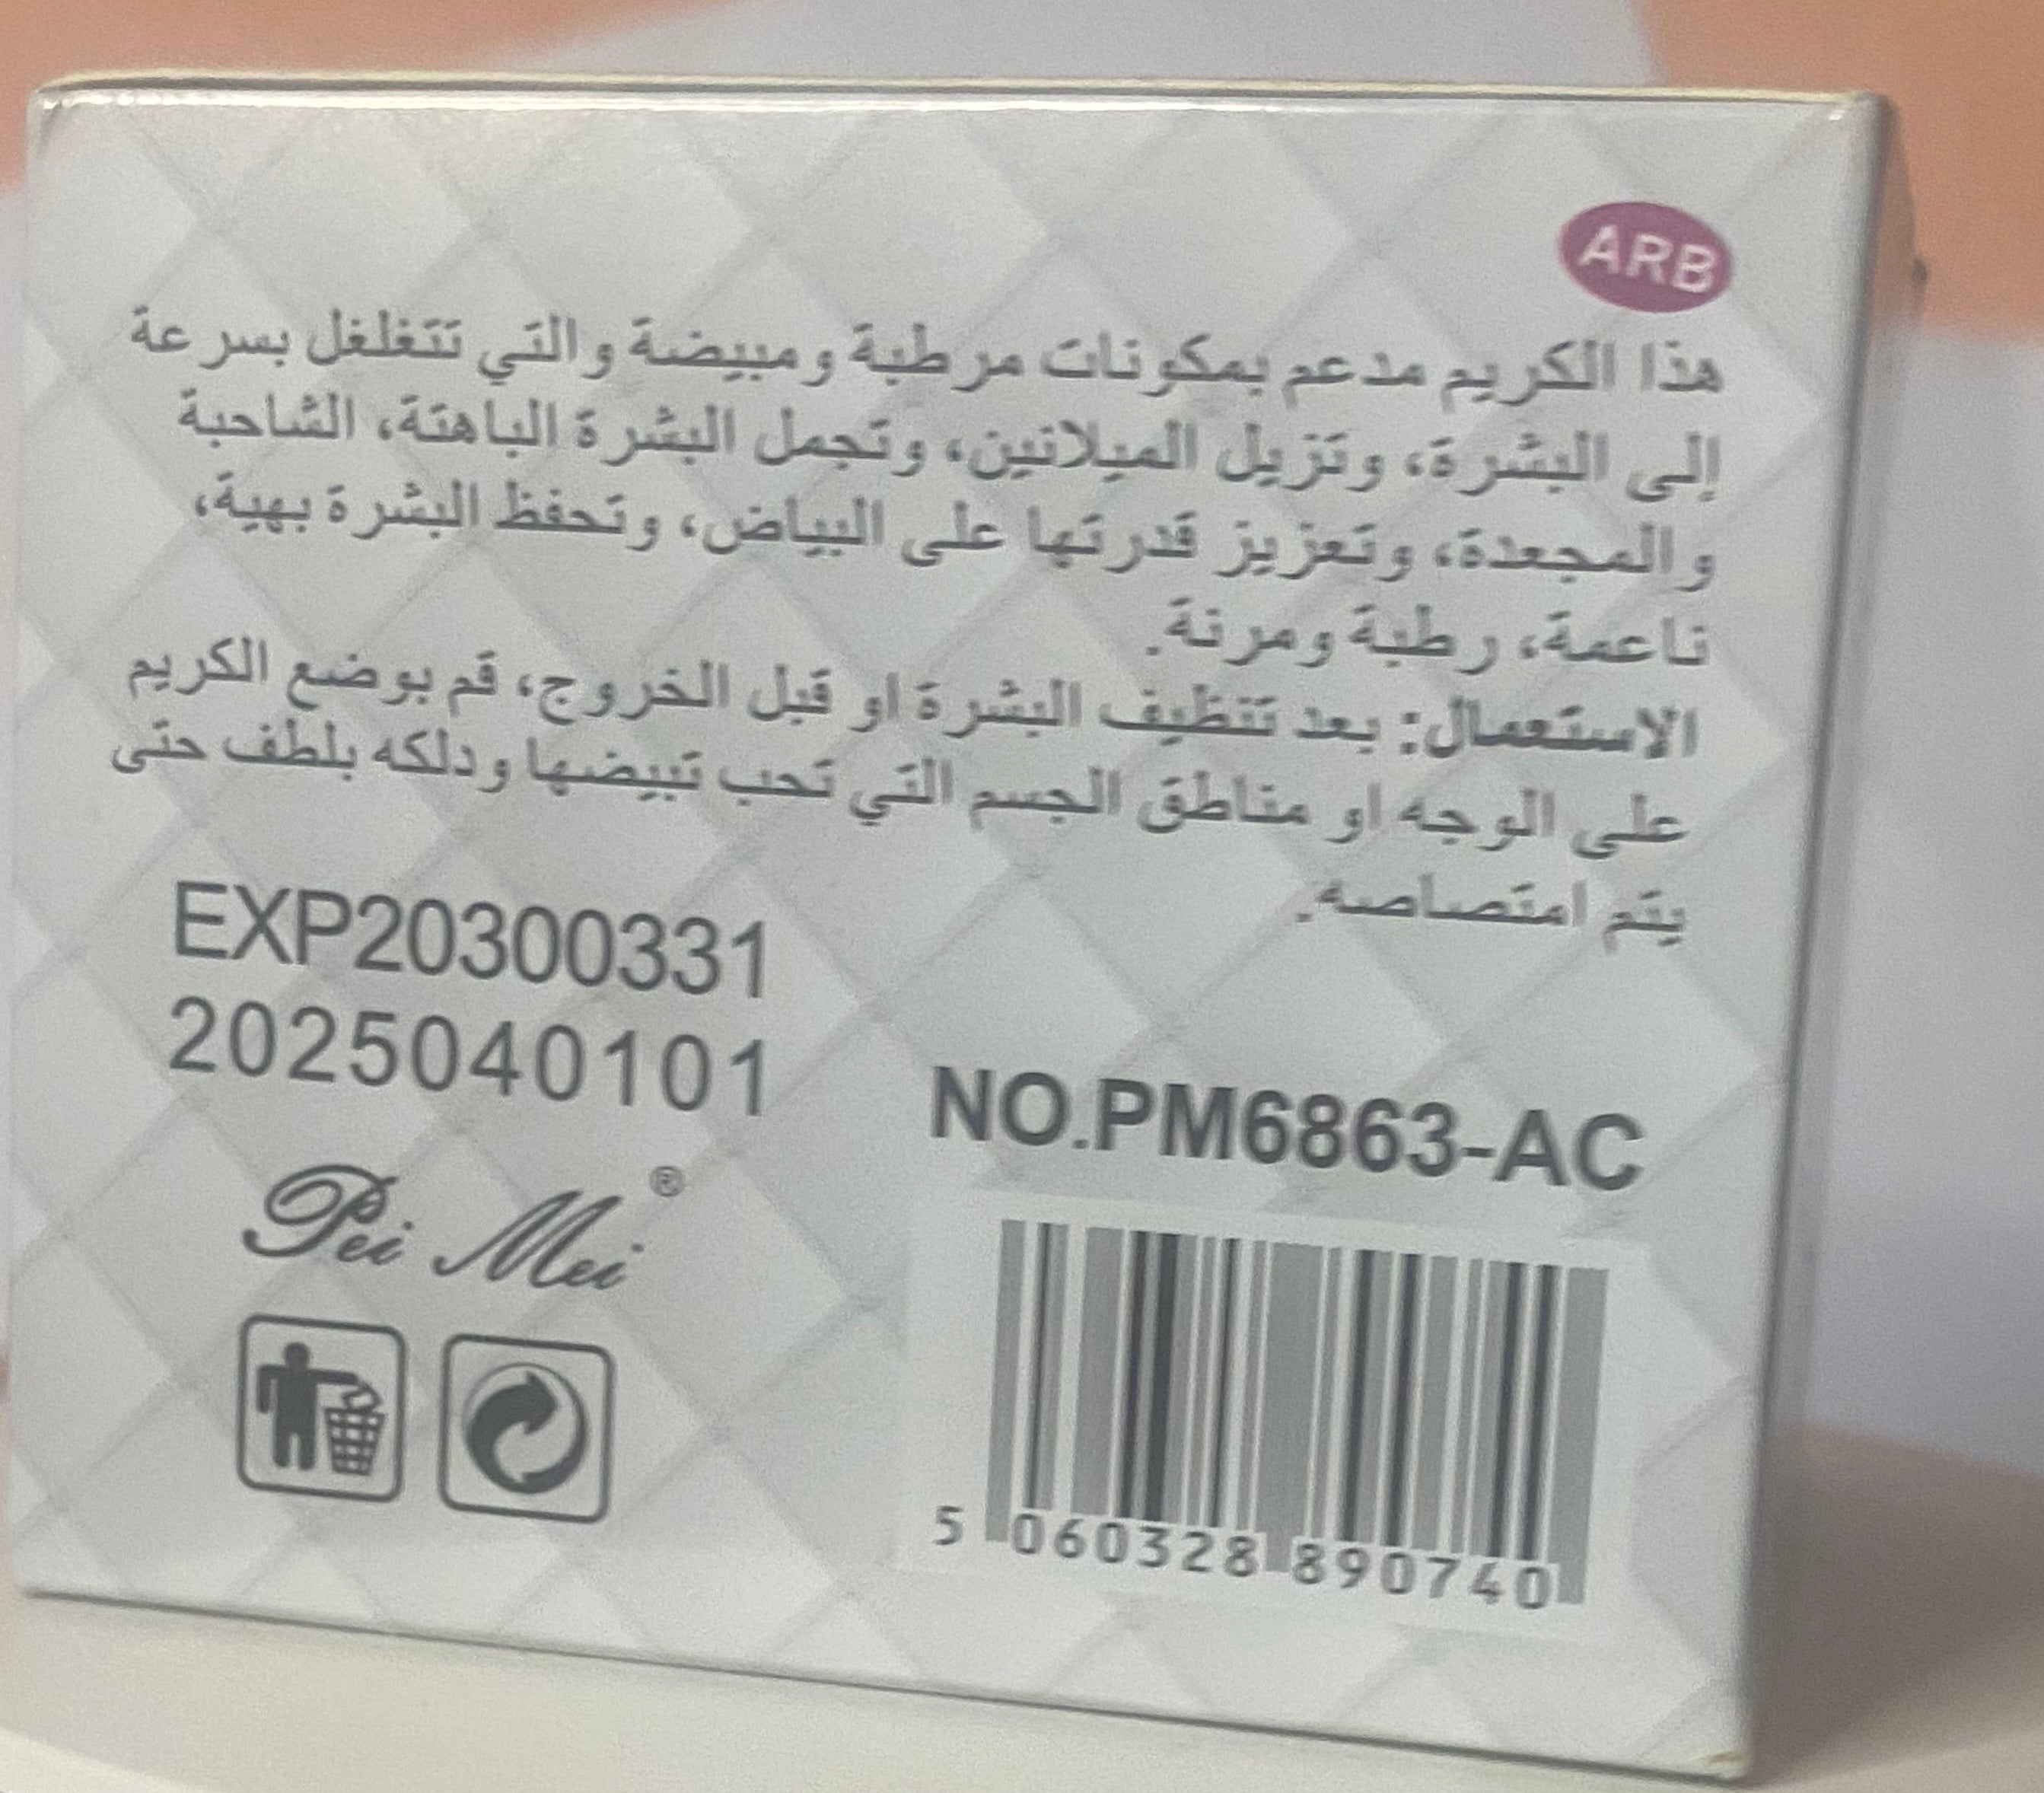 ARB
هذا الكريم مدعم بمكونات مرطبة ومبيضة والتي تتغلغل بسرعة
إلى البشرة، وتزيل الميلانين، وتجمل البشرة الباهتة، الشاحبة
والمجعدة، وتعزيز قدرتها على البياض، وتحفظ البشرة بهية،
ناعمة، رطبة ومرنة.
الاستعمال: بعد تنظيف البشرة او قبل الخروج، قم بوضع الكريم
على الوجه او مناطق الجسم التي تحب تبيضها ودلكه بلطف حتى
يتم امتصاصه.
EXP20300331
2025040101
NO.PM6863-AC
Pei Mei®
5 060328 890740